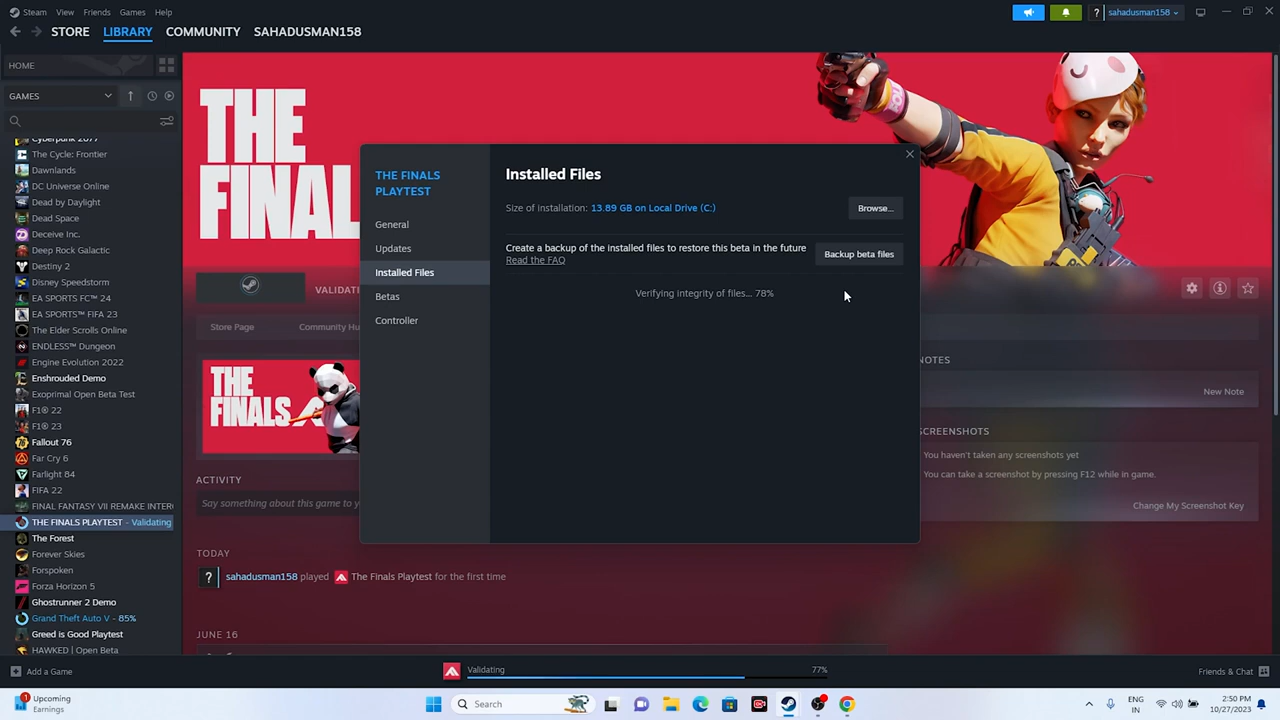 Steam View Friends Games Help
? sahadusman158
STORE LIBRARY COMMUNITY SAHADUSMAN158
HOME
GAMES
Cyberpunk 2077
The Cycle: Frontier
Dawnlands
DC Universe Online
Dead by Daylight
Dead Space
Deceive Inc.
Deep Rock Galactic
Destiny 2
Disney Speedstorm
EA SPORTS FC™ 24
EA SPORTS™ FIFA 23
The Elder Scrolls Online
ENDLESS™ Dungeon
Engine Evolution 2022
Enshrouded Demo
Exoprimal Open Beta Test
F1® 22
F1® 23
Fallout 76
Far Cry 6
Farlight 84
FIFA 22
FINAL FANTASY VII REMAKE INTER
THE FINALS PLAYTEST - Validating
The Forest
Forever Skies
Forspoken
Forza Horizon 5
Ghostrunner 2 Demo
Grand Theft Auto V - 85%
Greed is Good Playtest
HAWKED | Open Beta
Add a Game
THE
FINAL
VALIDATI
Store Page Community Hu
THE
FINALS
ACTIVITY
Say something about this game to y
TODAY
? sahadusman158 played The Finals Playtest for the first time
JUNE 16
THE FINALS
PLAYTEST
General
Updates
Installed Files
Betas
Controller
Installed Files
Size of installation: 13.89 GB on Local Drive (C:)
Browse...
Create a backup of the installed files to restore this beta in the future
Read the FAQ
Backup beta files
Verifying integrity of files... 78%
NOTES
New Note
SCREENSHOTS
You haven't taken any screenshots yet
You can take a screenshot by pressing F12 while in game.
Change My Screenshot Key
Validating 77%
Friends & Chat
1
Upcoming
Earnings
Search
ENG
IN
2:50 PM
10/27/2023